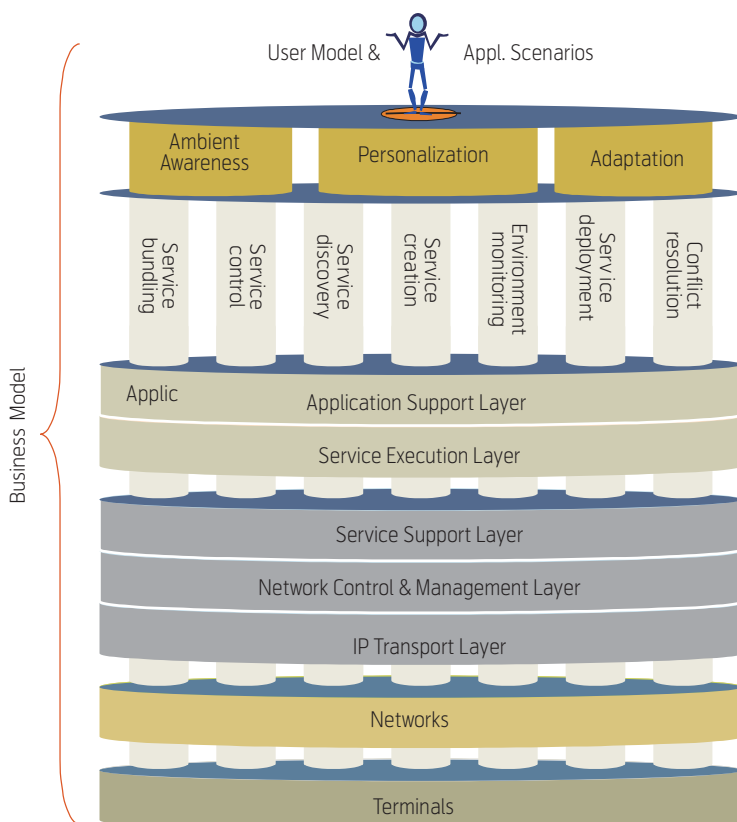 User Model & Appl. Scenarios
Ambient
Awareness
Personalization
Adaptation
Service
bundling
Service
control
Service
discovery
Service
creation
Environment
monitoring
Service
deployment
Conflict
resolution
Business Model
Applic
Application Support Layer
Service Execution Layer
Service Support Layer
Network Control & Management Layer
IP Transport Layer
Networks
Terminals